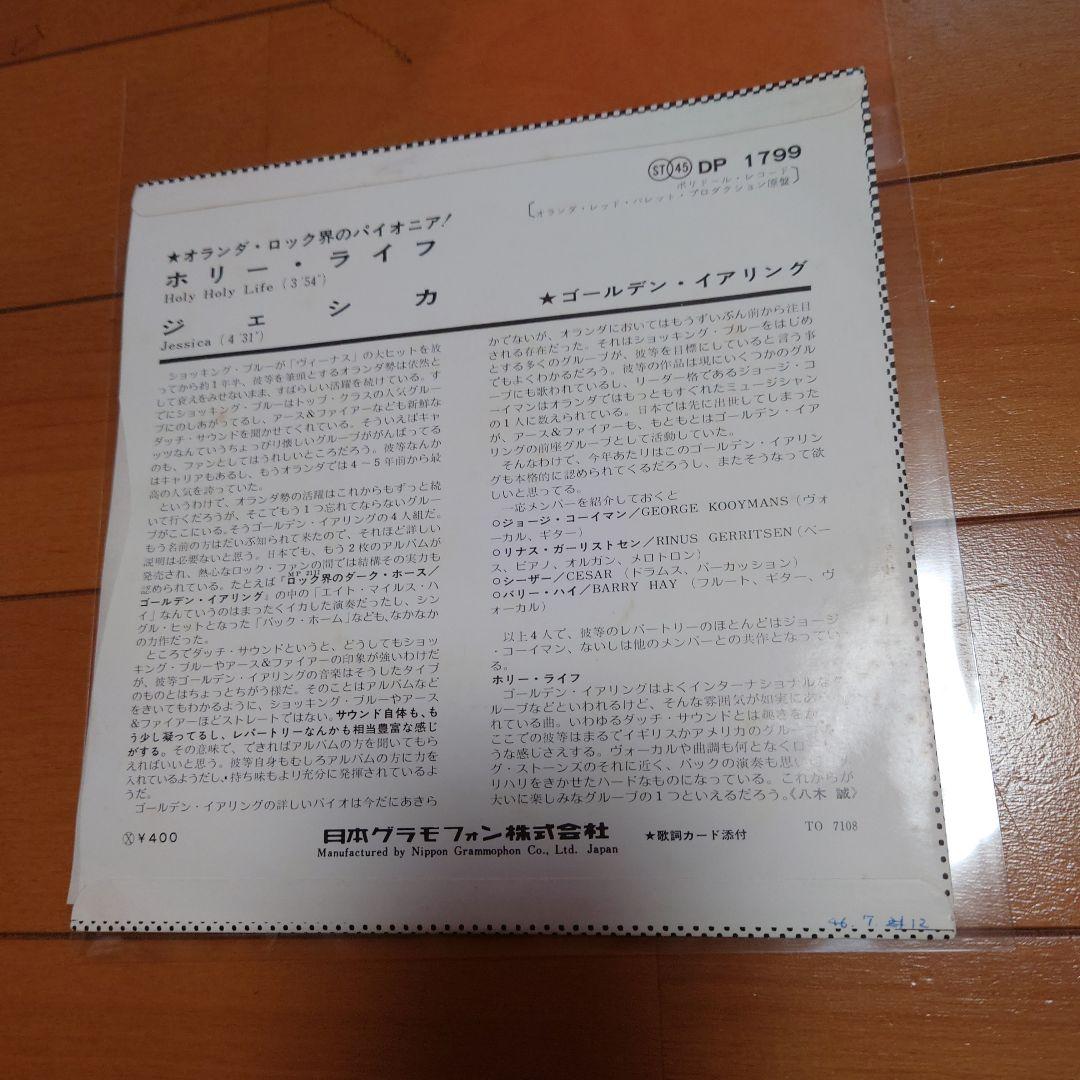 ST 45 DP 1799
ポリドール・レコード
[オランダ・レッド・バレット・プロダクション原盤]
★オランダ・ロック界のパイオニア!
ホリー・ライフ
Holy Holy Life (3'54")
ジェシカ
Jessica (4'31")
★ゴールデン・イアリング
ショッキング・ブルーが「ヴィーナス」の大ヒットを放
ってから約1年半、彼等を筆頭とするオランダ勢は依然と
して衰えをみせないまま、すばらしい活躍を続けている。す
でにショッキング・ブルーはトップ・クラスの人気グルー
プにのしあがってるし、アース&ファイアーなども新鮮な
ダッチ・サウンドを聞かせてくれている。そういえばキャ
ッツなんていうちょっぴり懐しいグループががんばってる
のも、ファンとしてはうれしいところだろう。彼等なんか
はキャリアもあるし、もうオランダでは4〜5年前から最
高の人気を誇っていた。
というわけで、オランダ勢の活躍はこれからもずっと続
いて行くだろうが、そこでもう1つ忘れてならないグルー
プがここにいる。そうゴールデン・イアリングの4人組だ。
もう名前の方はだいぶ知られて来たので、それほど詳しい
説明は必要ないと思う。日本でも、もう2枚のアルバムが
発売され、熱心なロック・ファンの間では結構その実力も
認められている。たとえば『ロック界のダーク・ホース/
ゴールデン・イアリング』の中の「エイト・マイルス・ハ
イ」なんていうのはまったくイカした演奏だったし、シン
グル・ヒットとなった「バック・ホーム」なども、なかなか
の力作だった。
ところでダッチ・サウンドというと、どうしてもショッ
キング・ブルーやアース&ファイアーの印象が強いわけだ
が、彼等ゴールデン・イアリングの音楽はそうしたタイプ
のものとはちょっとちがう様だ。そのことはアルバムなど
をきいてもわかるように、ショッキング・ブルーやアース
&ファイアーほどストレートではない。サウンド自体も、も
う少し凝ってるし、レパートリーなんかも相当豊富な感じ
がする。その意味で、できればアルバムの方を聞いてもら
えればいいと思う。彼等自身もむしろアルバムの方に力を
入れているようだし、持ち味もより充分に発揮されているよ
うだ。
ゴールデン・イアリングの詳しいバイオは今だにあきら
かでないが、オランダにおいてはもうずいぶん前から注目
される存在だった。それはショッキング・ブルーをはじめ
とする多くのグループが、彼等を目標にしていると言う事
でもよくわかるだろう。彼等の作品は現にいくつかのグル
ープにも歌われているし、リーダー格であるジョージ・コ
ーイマンはオランダではもっともすぐれたミュージシャン
の1人に数えられている。日本では先に出世してしまった
が、アース&ファイアーも、もともとはゴールデン・イア
リングの前座グループとして活動していた。
そんなわけで、今年あたりはこのゴールデン・イアリン
グも本格的に認められてくるだろうし、またそうなって欲
しいと思ってる。
一応メンバーを紹介しておくと
○ジョージ・コーイマン/GEORGE KOOYMANS (ヴォ
ーカル、ギター)
○リナス・ガーリストセン/RINUS GERRITSEN (ベー
ス、ピアノ、オルガン、メロトロン)
○シーザー/CESAR (ドラムス、パーカッション)
○バリー・ハイ/BARRY HAY (フルート、ギター、ヴ
ォーカル)
以上4人で、彼等のレパートリーのほとんどはジョージ
・コーイマン、ないしは他のメンバーとの共作となってい
る。
ホリー・ライフ
ゴールデン・イアリングはよくインターナショナルなグ
ループなどといわれるけど、そんな雰囲気が如実にあら
れている曲。いわゆるダッチ・サウンドとは趣きを
ここでの彼等はまるでイギリスかアメリカのグルー
うな感じさえする。ヴォーカルや曲調も何となくロー
グ・ストーンズのそれに近く、バックの演奏も思い
リハリをきかせたハードなものになっている。これからが
大いに楽しみなグループの1つといえるだろう。《八木 誠》
Ⓧ¥400
日本グラモフォン株式会社
Manufactured by Nippon Grammophon Co., Ltd. Japan
★歌詞カード添付
TO 7108
46. 7
12